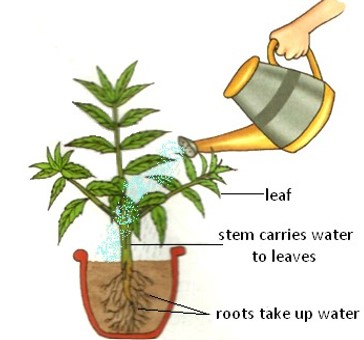 leaf
stem carries water
to leaves
roots take up water